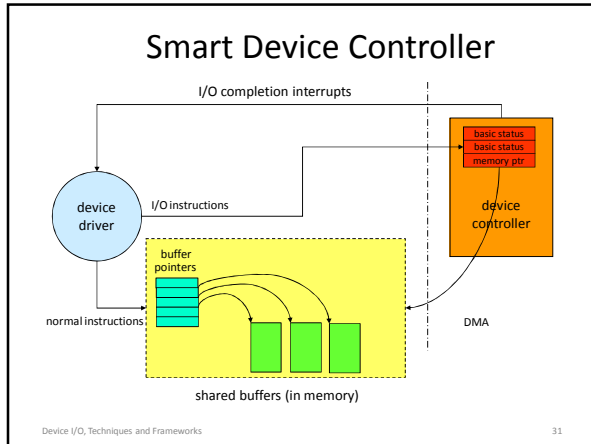 Smart Device Controller
I/O completion interrupts
basic status
basic status
memory ptr
device
controller
device
driver
I/O instructions
buffer
pointers
normal instructions
DMA
shared buffers (in memory)
Device I/O, Techniques and Frameworks
31